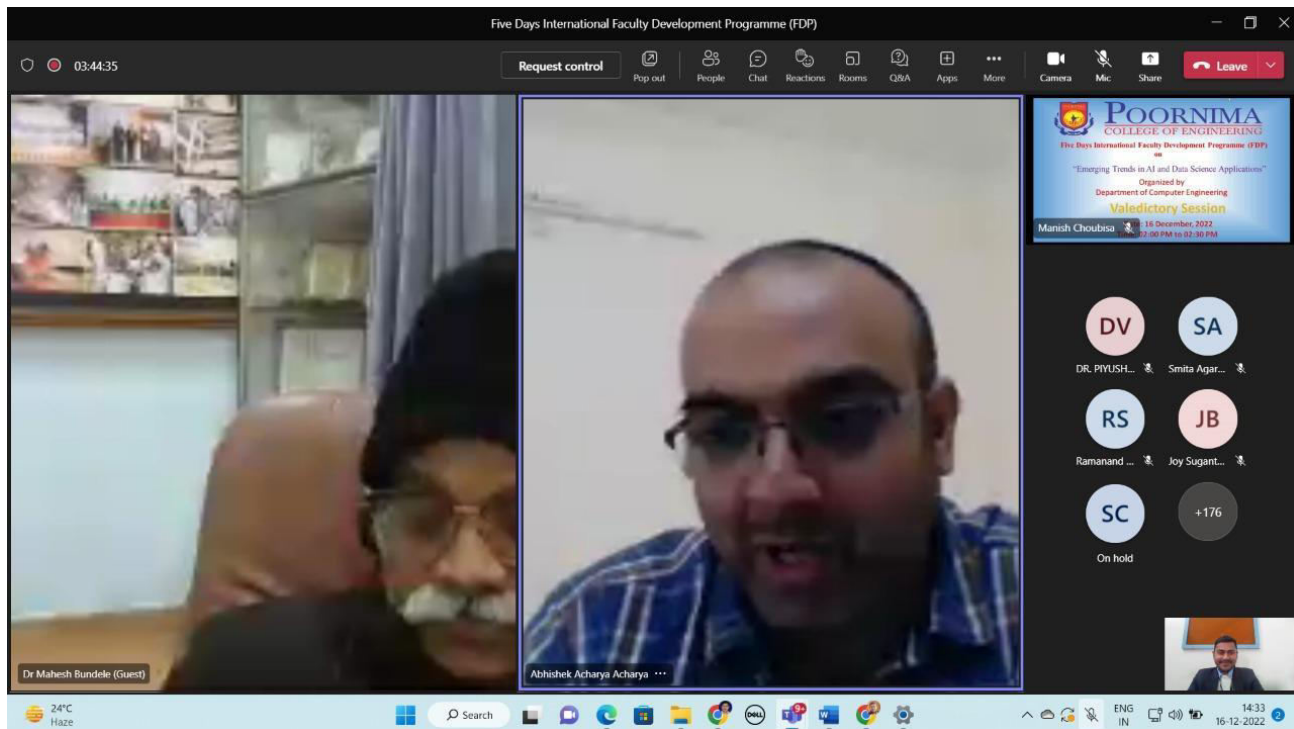 Five Days International Faculty Development Programme (FDP)
03:44:35
Request control
Pop out
People
Chat
Reactions
Rooms
Q&A
Apps
More
Camera
Mic
Share
Leave
POORNIMA
COLLEGE OF ENGINEERING
Five Days International Faculty Development Programme (FDP)
on
"Emerging Trends in AI and Data Science Applications"
Organized by
Department of Computer Engineering
Valedictory Session
: 16 December, 2022
02:00 PM to 02:30 PM
Manish Choubisa
DV
SA
DR. PIYUSH...
Smita Agar...
RS
JB
Ramanand ...
Joy Sugant...
SC
+176
On hold
Dr Mahesh Bundele (Guest)
Abhishek Acharya Acharya ...
24°C
Haze
Search
DELL
9+
ENG
IN
14:33
16-12-2022
2